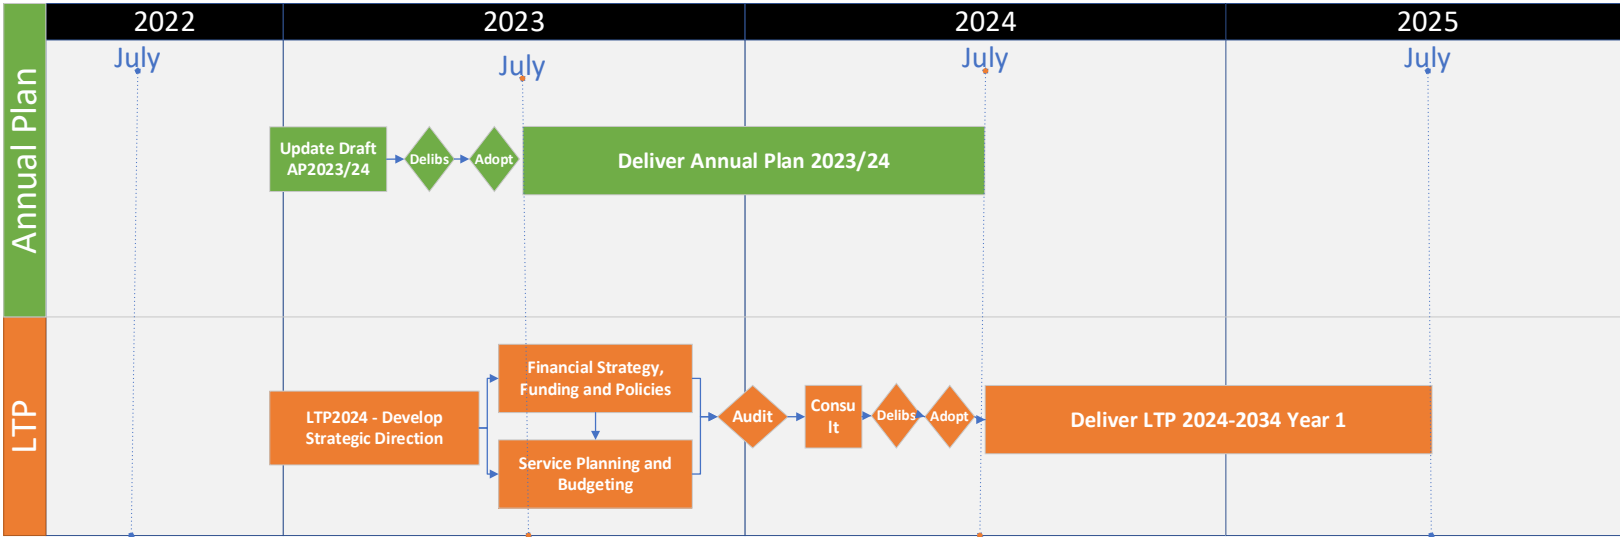 2022
2023
2024
2025
July
July
July
July
Annual Plan
Update Draft
AP2023/24
Delibs
Adopt
Deliver Annual Plan 2023/24
LTP
LTP2024 - Develop
Strategic Direction
Financial Strategy,
Funding and Policies
Service Planning and
Budgeting
Audit
Consu
lt
Delibs
Adopt
Deliver LTP 2024-2034 Year 1